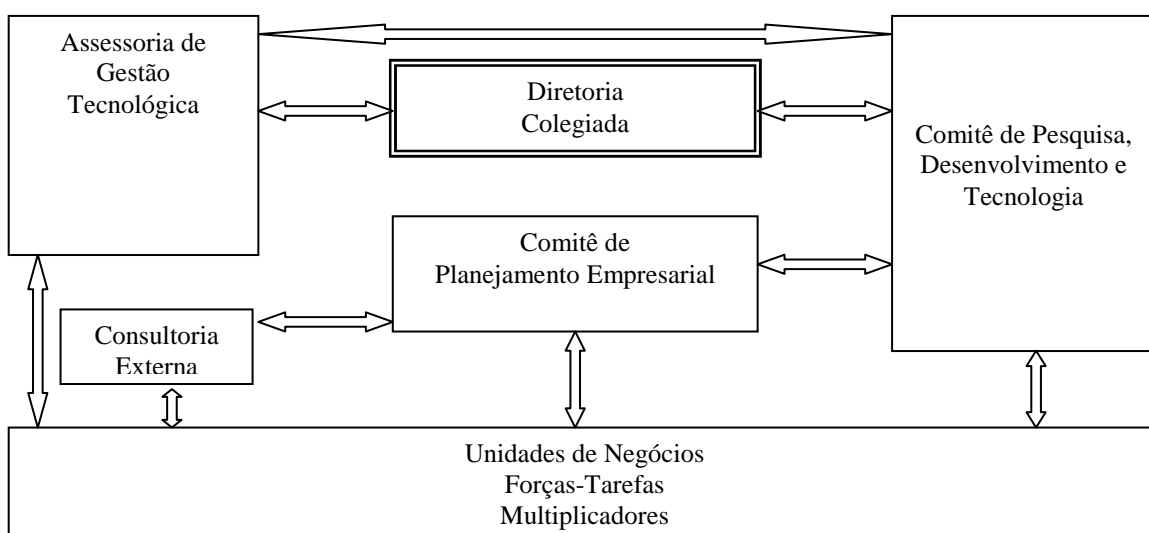 Assessoria de
Gestão
Tecnológica
Diretoria
Colegiada
Comitê de Pesquisa,
Desenvolvimento e
Tecnologia
Comitê de
Planejamento Empresarial
Consultoria
Externa
Unidades de Negócios
Forças-Tarefas
Multiplicadores